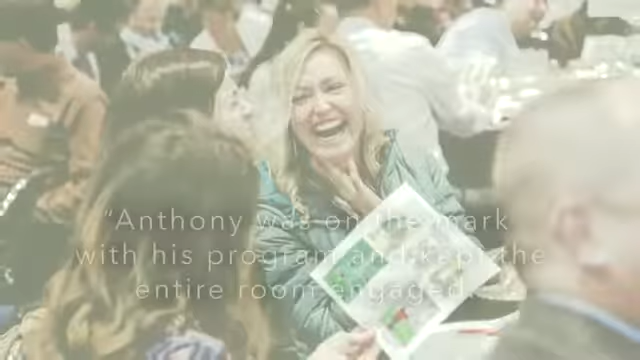 “Anthony was on the mark
with his program and kept the
entire room engaged.